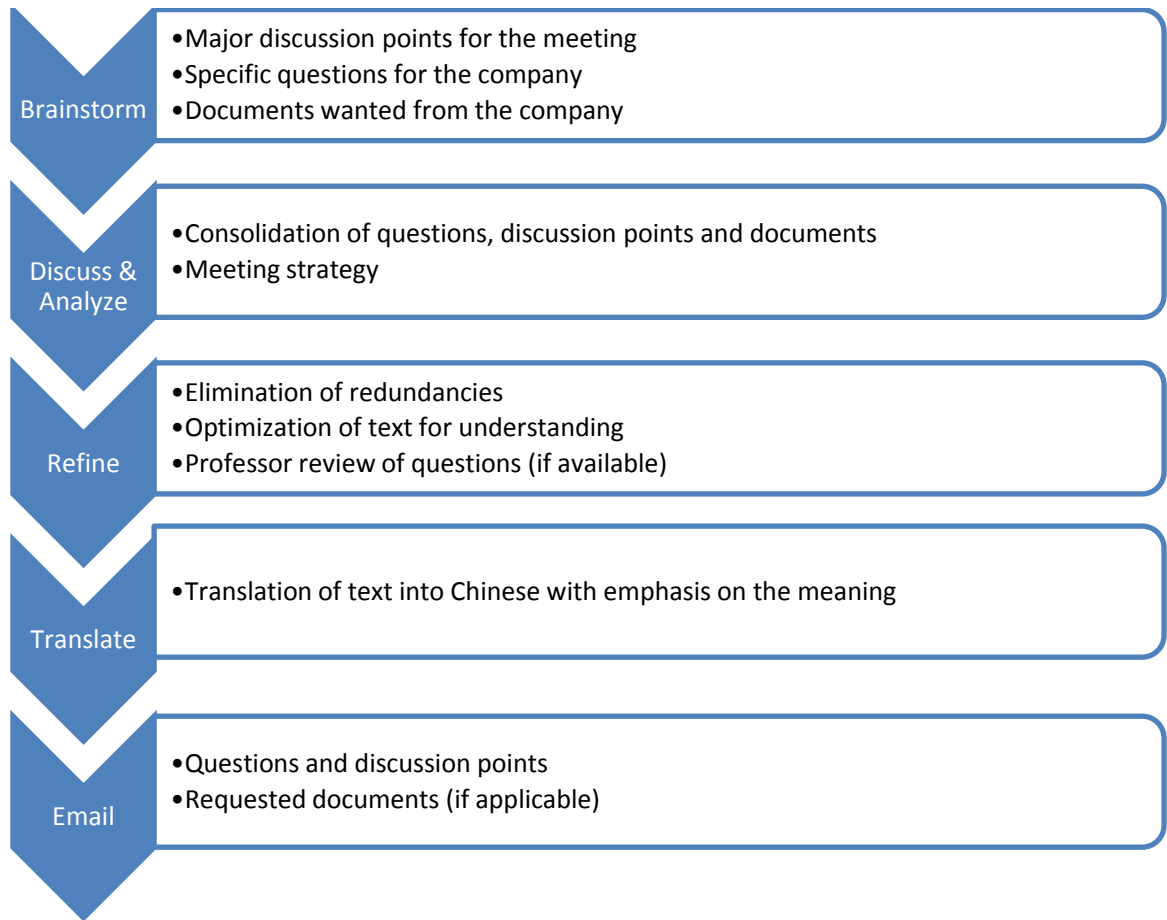 Brainstorm
•Major discussion points for the meeting
•Specific questions for the company
•Documents wanted from the company
Discuss &
Analyze
•Consolidation of questions, discussion points and documents
•Meeting strategy
Refine
•Elimination of redundancies
•Optimization of text for understanding
•Professor review of questions (if available)
Translate
•Translation of text into Chinese with emphasis on the meaning
Email
•Questions and discussion points
•Requested documents (if applicable)